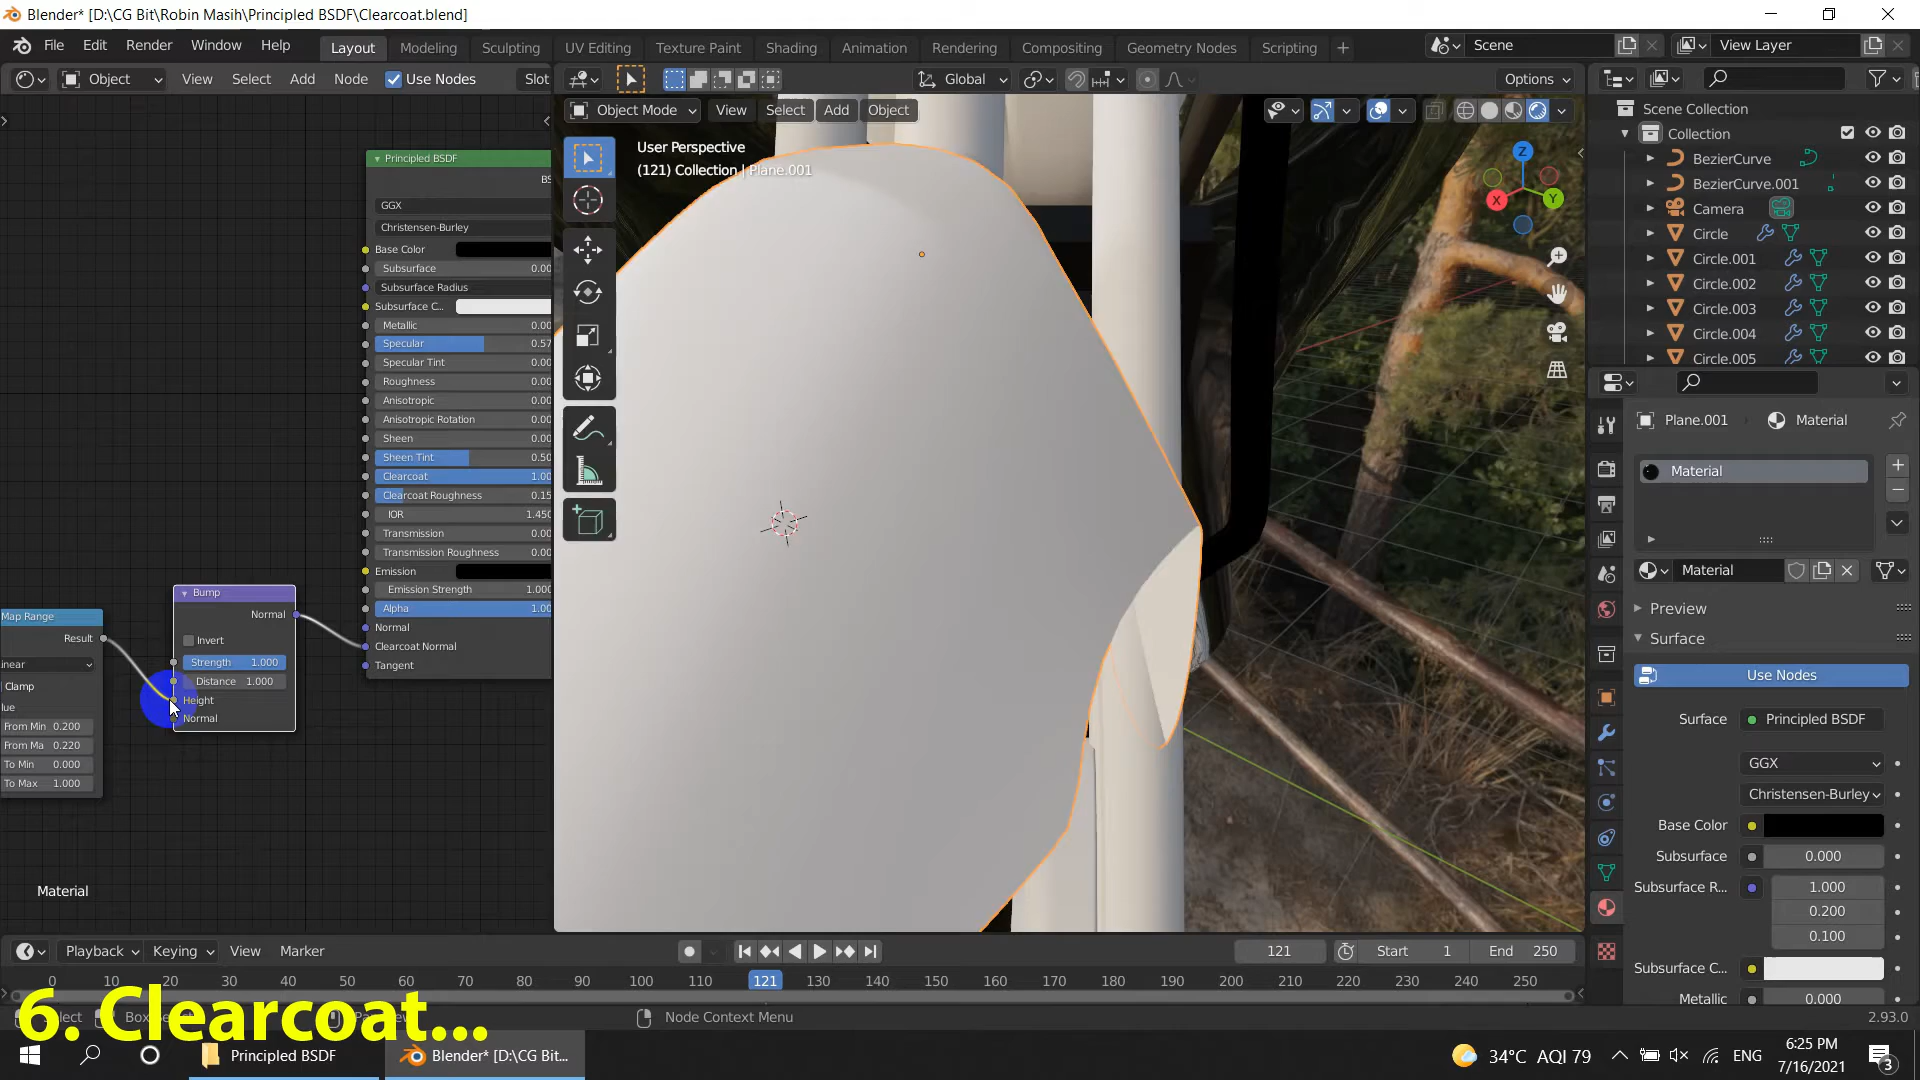 Blender* [D:\CG Bit\Robin Masih\Principled BSDF\Clearcoat.blend]
File Edit Render Window Help Layout Modeling Sculpting UV Editing Texture Paint Shading Animation Rendering Compositing Geometry Nodes Scripting + Scene View Layer
Object View Select Add Node Use Nodes Slot Global Options
Object Mode View Select Add Object
User Perspective
(121) Collection | Plane.001
Principled BSDF
BS
GGX
Christensen-Burley
Base Color
Subsurface 0.00
Subsurface Radius
Subsurface C..
Metallic 0.00
Specular 0.57
Specular Tint 0.00
Roughness 0.00
Anisotropic 0.00
Anisotropic Rotation 0.00
Sheen 0.00
Sheen Tint 0.50
Clearcoat 1.00
Clearcoat Roughness 0.15
IOR 1.450
Transmission 0.00
Transmission Roughness 0.00
Emission
Emission Strength 1.000
Alpha 1.00
Normal
Clearcoat Normal
Tangent
Bump
Normal
Invert
Strength 1.000
Distance 1.000
Height
Normal
Map Range
Result
inear
Clamp
lue
From Min 0.200
From Ma 0.220
To Min 0.000
To Max 1.000
Material
Z
X
Y
Scene Collection
Collection
BezierCurve
BezierCurve.001
Camera
Circle
Circle.001
Circle.002
Circle.003
Circle.004
Circle.005
Plane.001 > Material
Material
Material
Preview
Surface
Use Nodes
Surface Principled BSDF
GGX
Christensen-Burley
Base Color
Subsurface 0.000
Subsurface R... 1.000
0.200
0.100
Subsurface C...
Metallic 0.000
Playback Keying View Marker 121 Start 1 End 250
0 10 20 30 40 50 60 70 80 90 100 110 121 130 140 150 160 170 180 190 200 210 220 230 240 250
Node Context Menu 2.93.0
6. Clearcoat...
Principled BSDF Blender* [D:\CG Bit... 34°C AQI 79 ENG 6:25 PM
7/16/2021
3